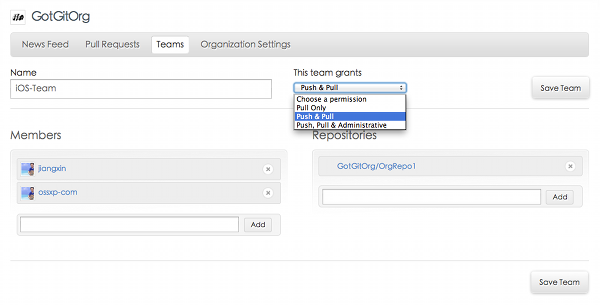 GotGitOrg
News Feed Pull Requests Teams Organization Settings
Name
iOS-Team
This team grants
Push & Pull
Choose a permission
Pull Only
Push & Pull
Push, Pull & Administrative
Save Team
Members
jiangxin
ossxp-com
Add
Repositories
GotGitOrg/OrgRepo1
Add
Save Team